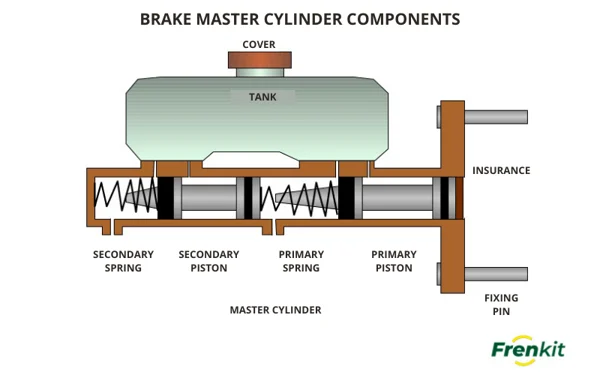 BRAKE MASTER CYLINDER COMPONENTS
COVER
TANK
INSURANCE
SECONDARY
SPRING
SECONDARY
PISTON
PRIMARY
SPRING
PRIMARY
PISTON
FIXING
PIN
MASTER CYLINDER
Frenkit